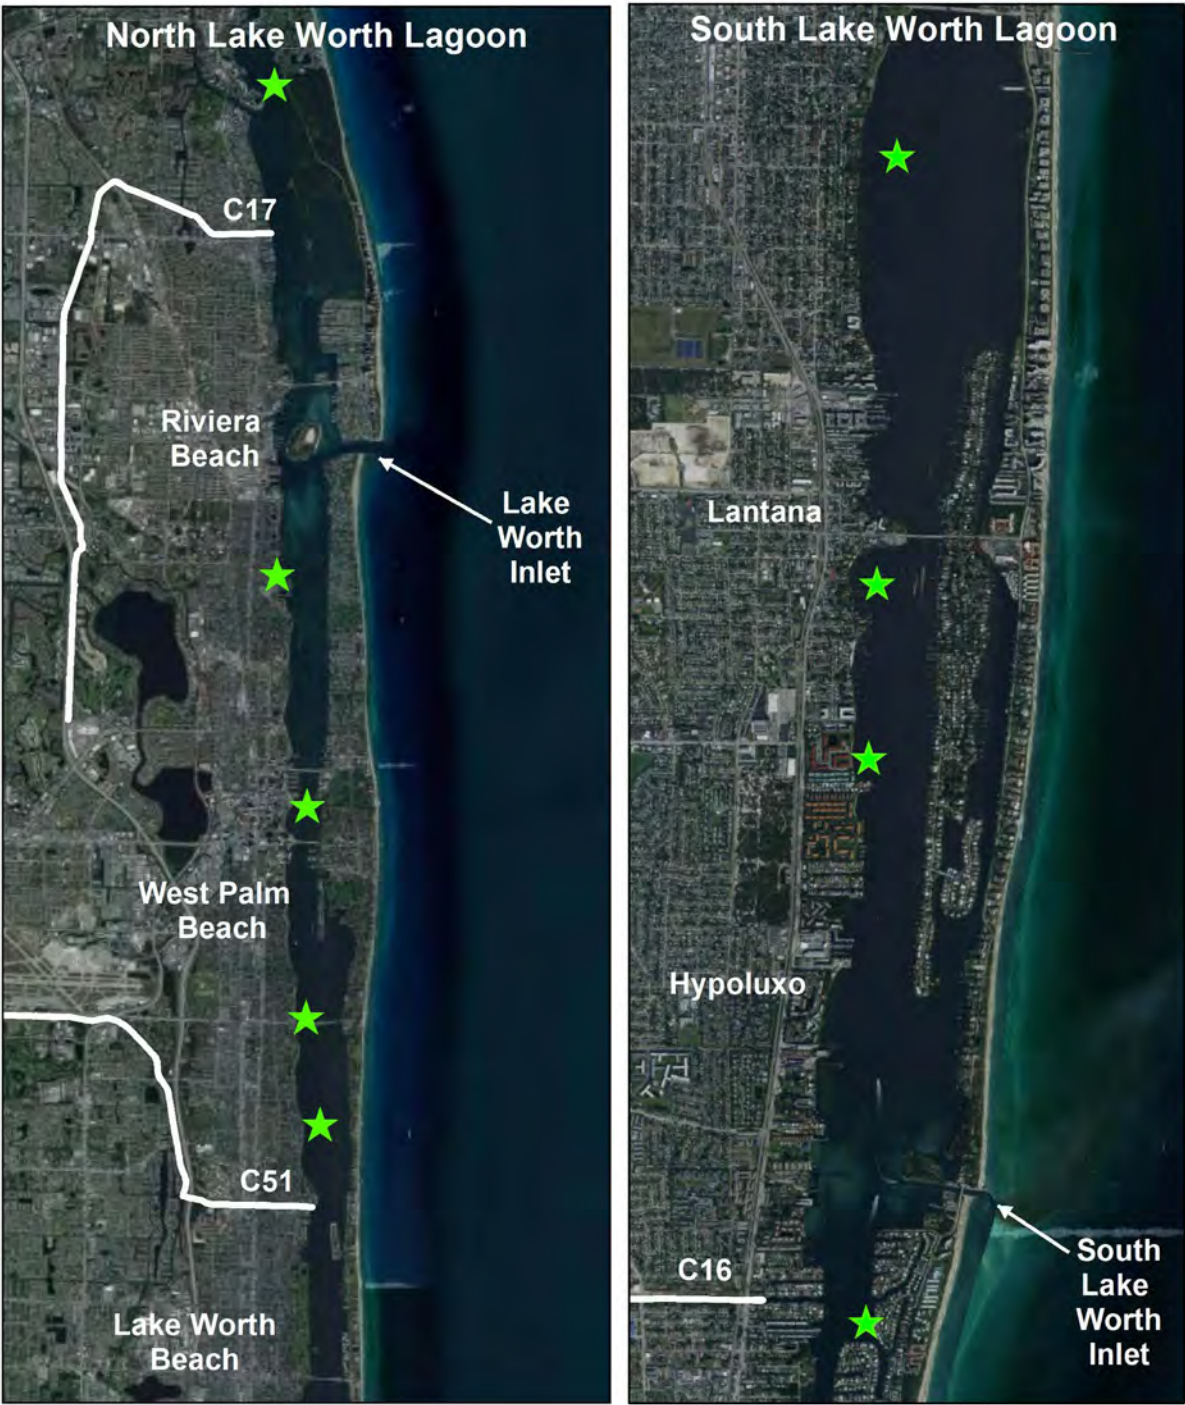 North Lake Worth Lagoon
C17
Riviera
Beach
Lake
Worth
Inlet
West Palm
Beach
C51
Lake Worth
Beach
South Lake Worth Lagoon
Lantana
Hypoluxo
C16
South
Lake
Worth
Inlet